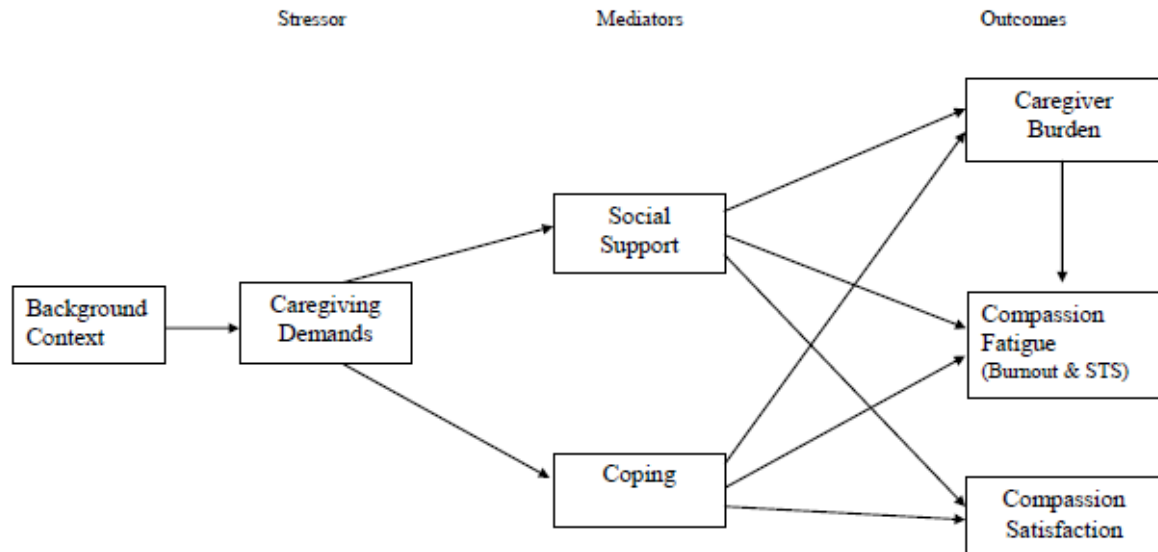 Stressor
Mediators
Outcomes
Caregiver
Burden
Social
Support
Background
Context
Caregiving
Demands
Compassion
Fatigue
(Burnout & STS)
Coping
Compassion
Satisfaction